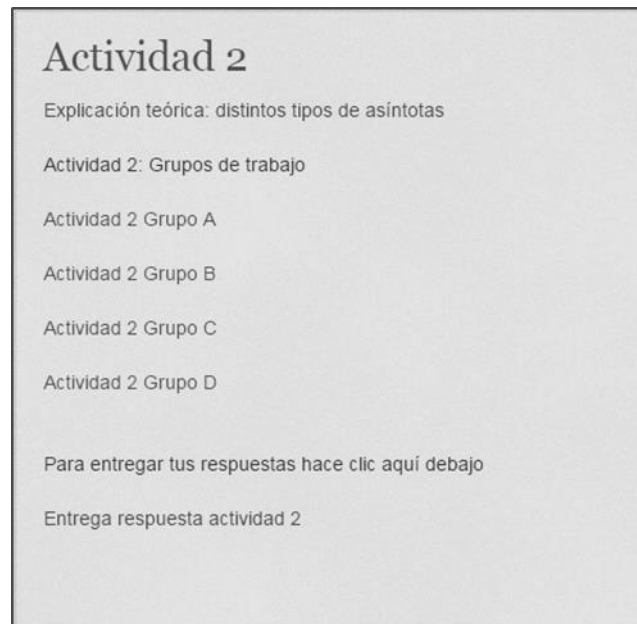 Actividad 2
Explicación teórica: distintos tipos de asíntotas
Actividad 2: Grupos de trabajo
Actividad 2 Grupo A
Actividad 2 Grupo B
Actividad 2 Grupo C
Actividad 2 Grupo D
Para entregar tus respuestas hace clic aquí debajo
Entrega respuesta actividad 2